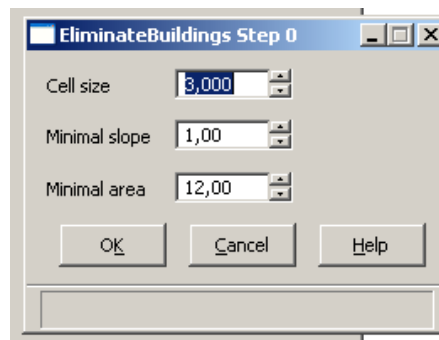 EliminateBuildings Step 0
Cell size 3,000
Minimal slope 1,00
Minimal area 12,00
OK Cancel Help